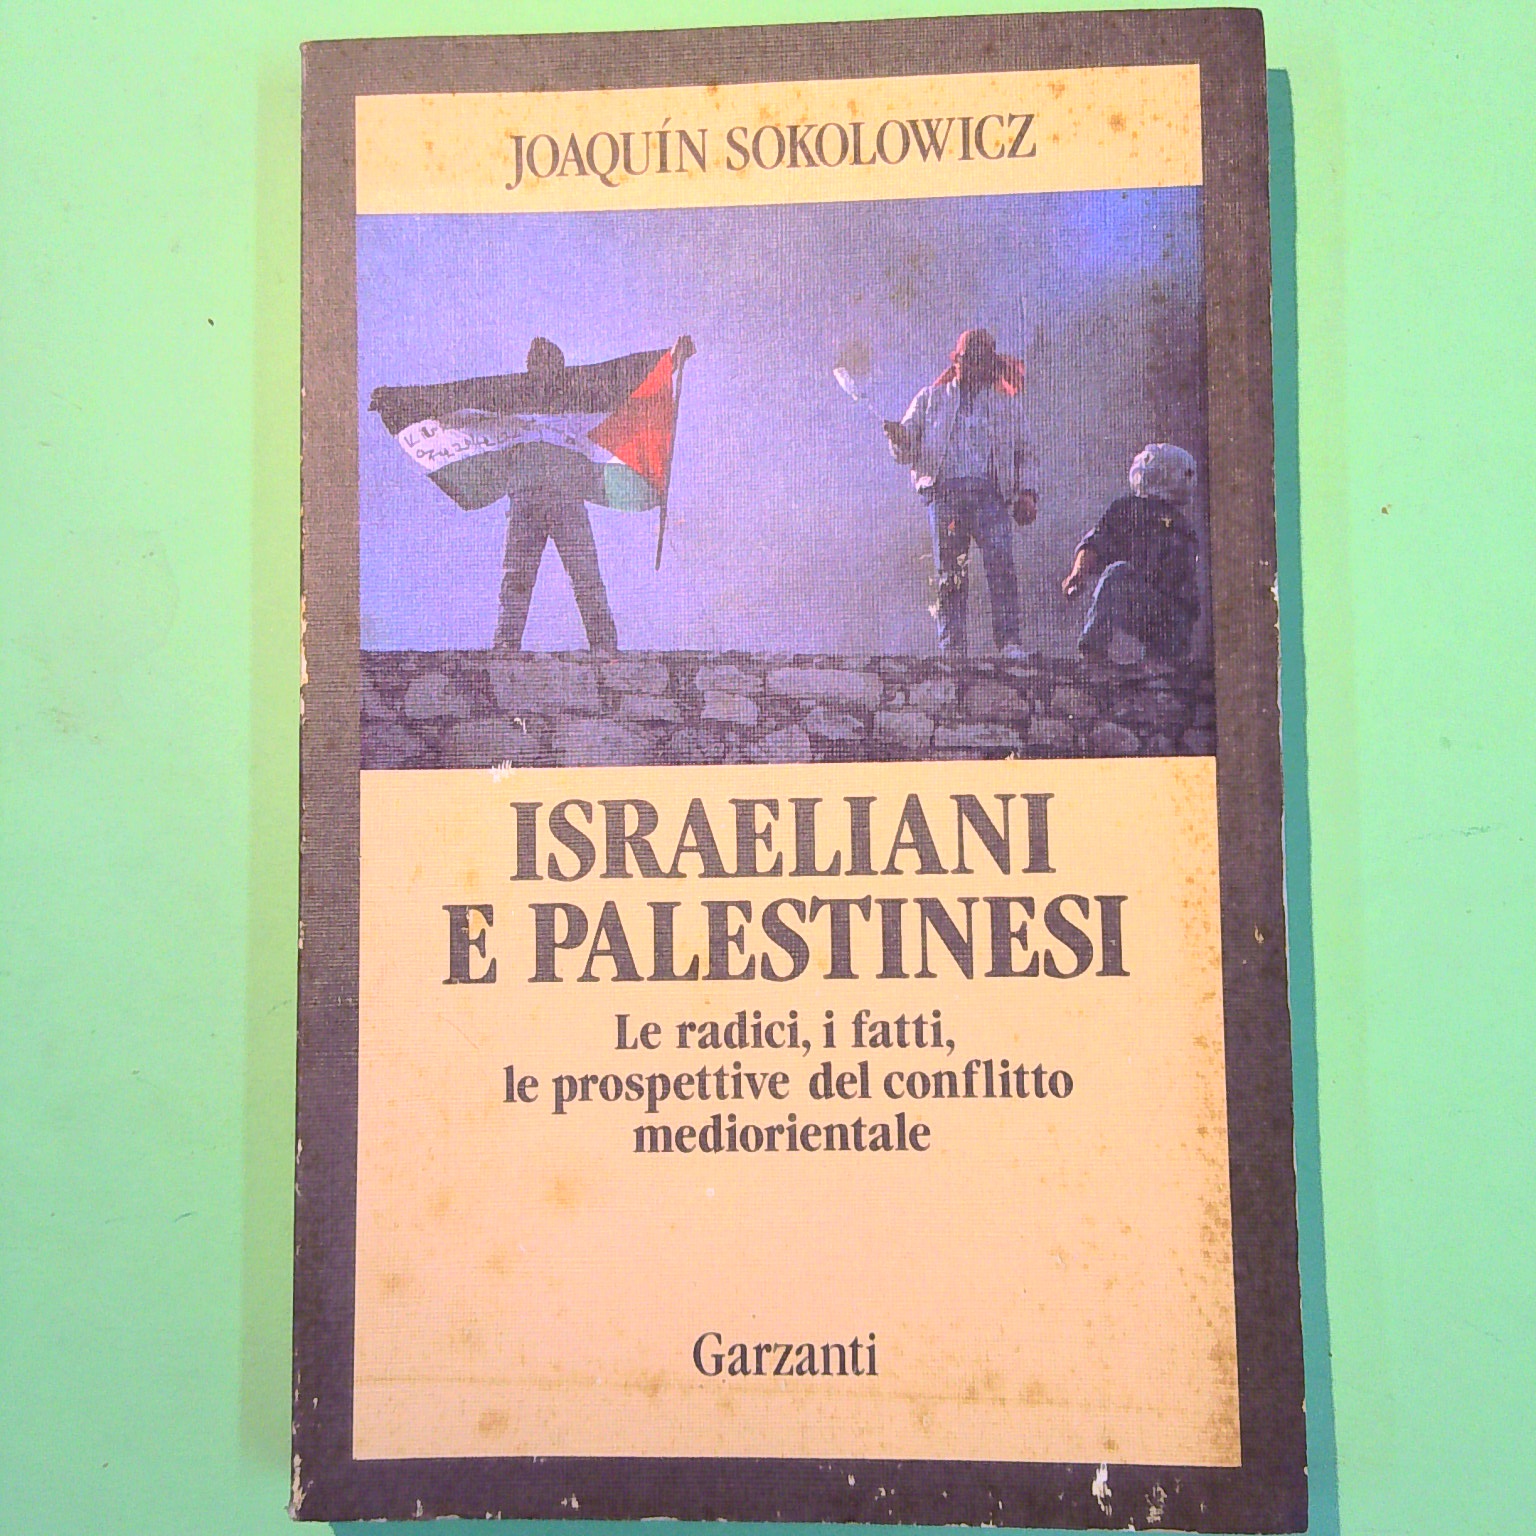 JOAQUÍN SOKOLOWICZ
ISRAELIANI
E PALESTINESI
Le radici, i fatti,
le prospettive del conflitto
mediorientale
Garzanti